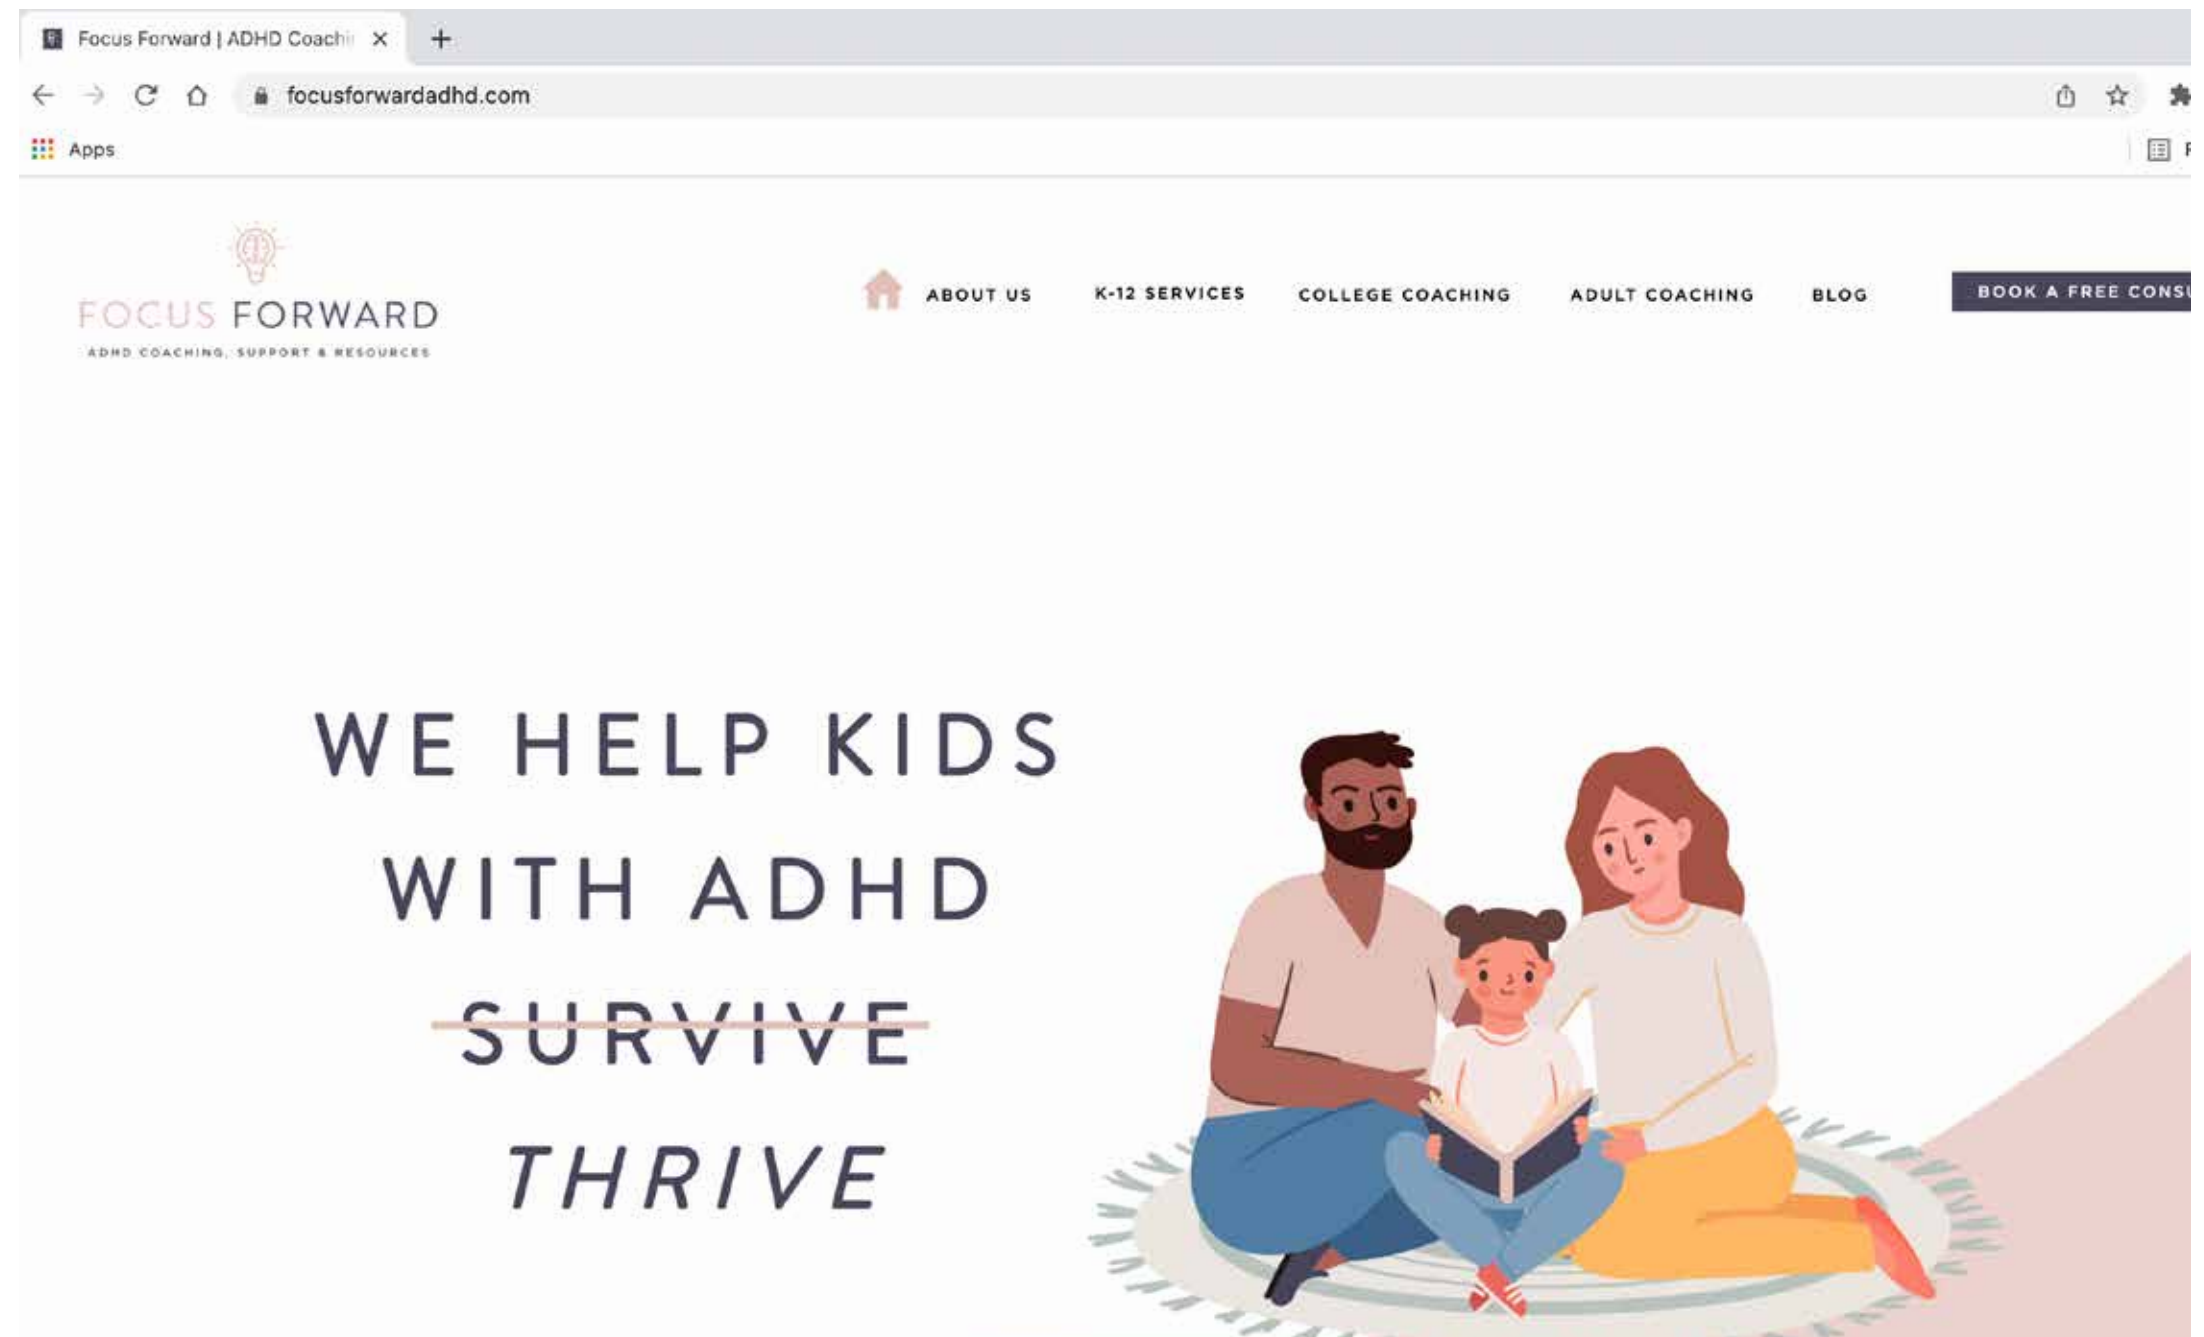 Focus Forward | ADHD Coachi
focusforwardadhd.com
Apps
FOCUS FORWARD
ADHD COACHING, SUPPORT & RESOURCES
ABOUT US K-12 SERVICES COLLEGE COACHING ADULT COACHING BLOG BOOK A FREE CONSU
WE HELP KIDS
WITH ADHD
SURVIVE
THRIVE